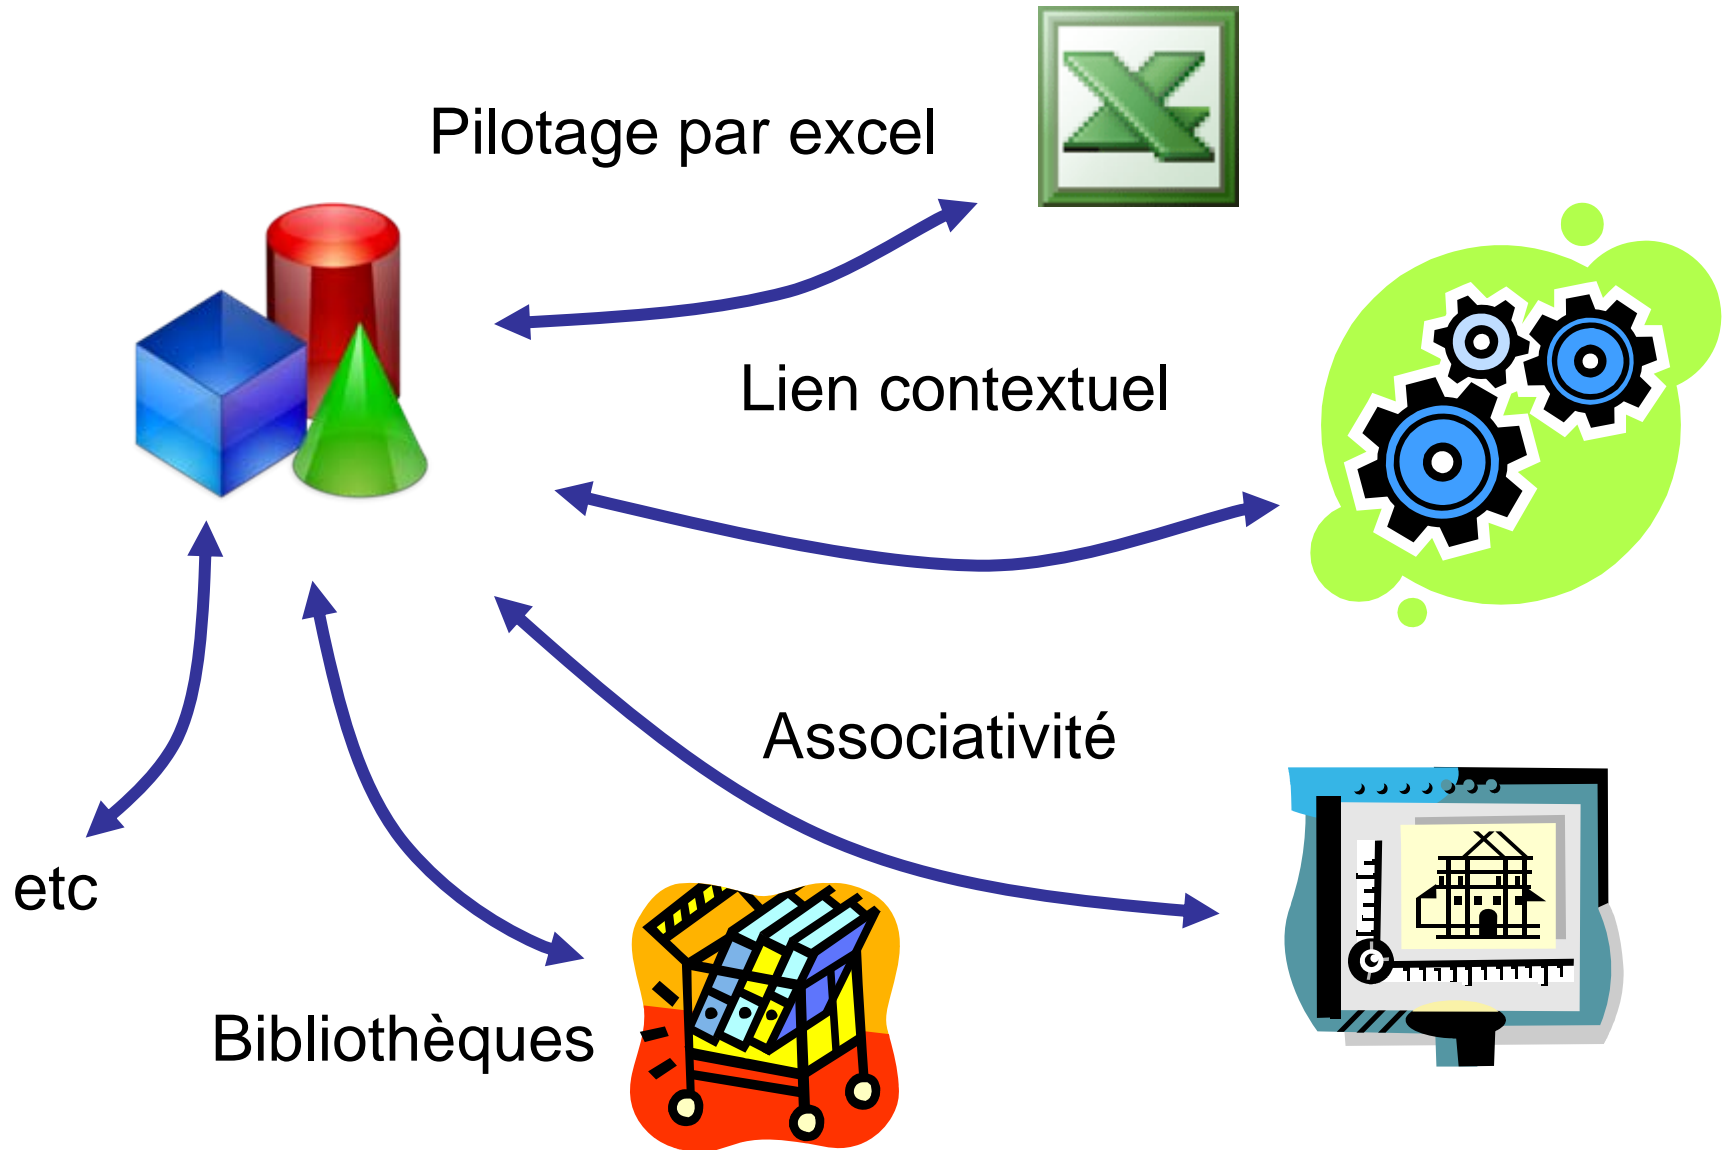 Pilotage par excel
Lien contextuel
Associativité
etc
Bibliothèques